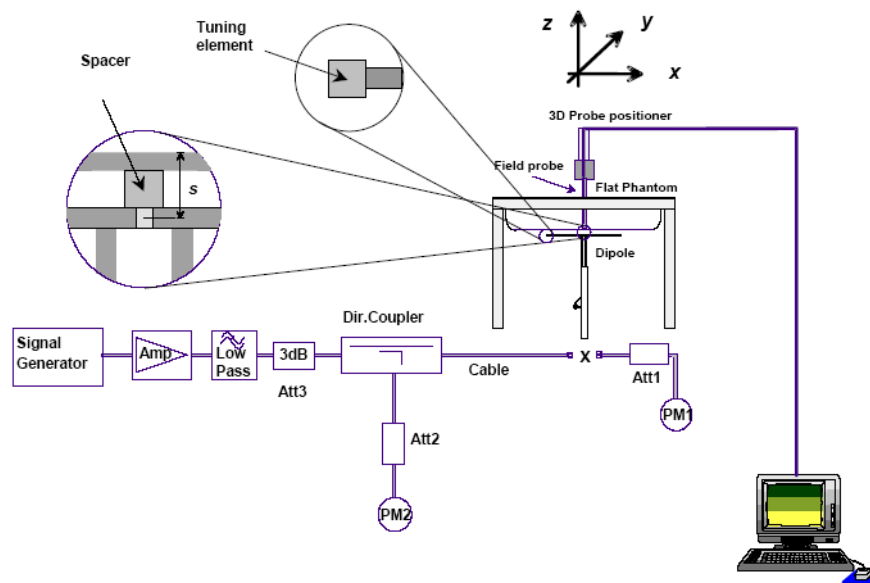 Tuning
element
Spacer
z
y
x
3D Probe positioner
Field probe
Flat Phantom
s
Dipole
Dir.Coupler
Signal
Generator
Amp
Low
Pass
3dB
Att3
Cable
X
Att1
PM1
Att2
PM2